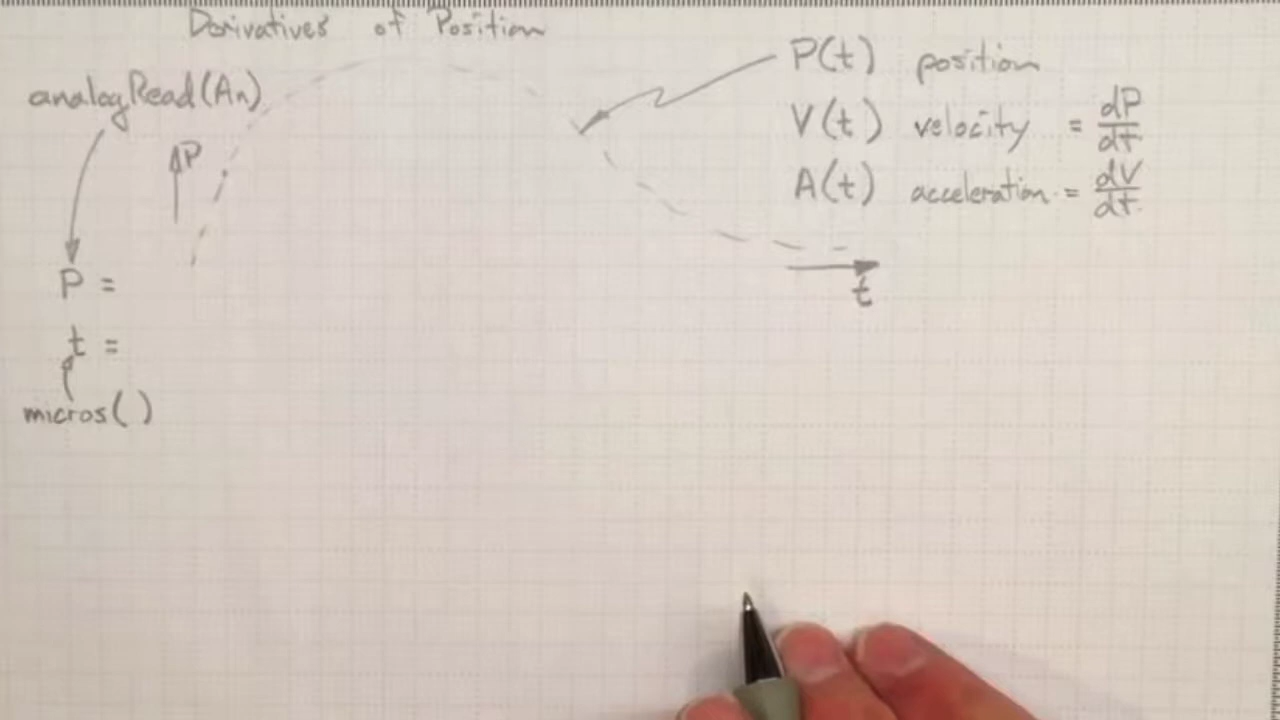 Derivatives of Position
analogRead(An)
P
P =
t =
micros()
P(t) position
V(t) velocity = dP/dt
A(t) acceleration = dV/dt
t